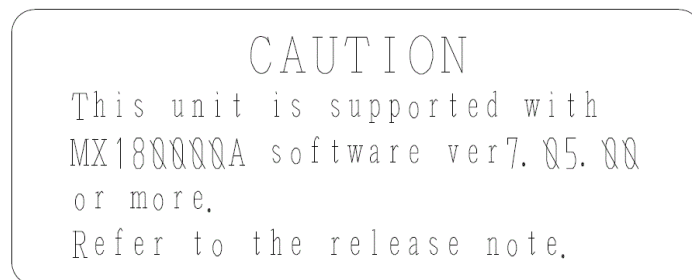 CAUTION
This unit is supported with
MX180000A software ver7.05.00
or more.
Refer to the release note.